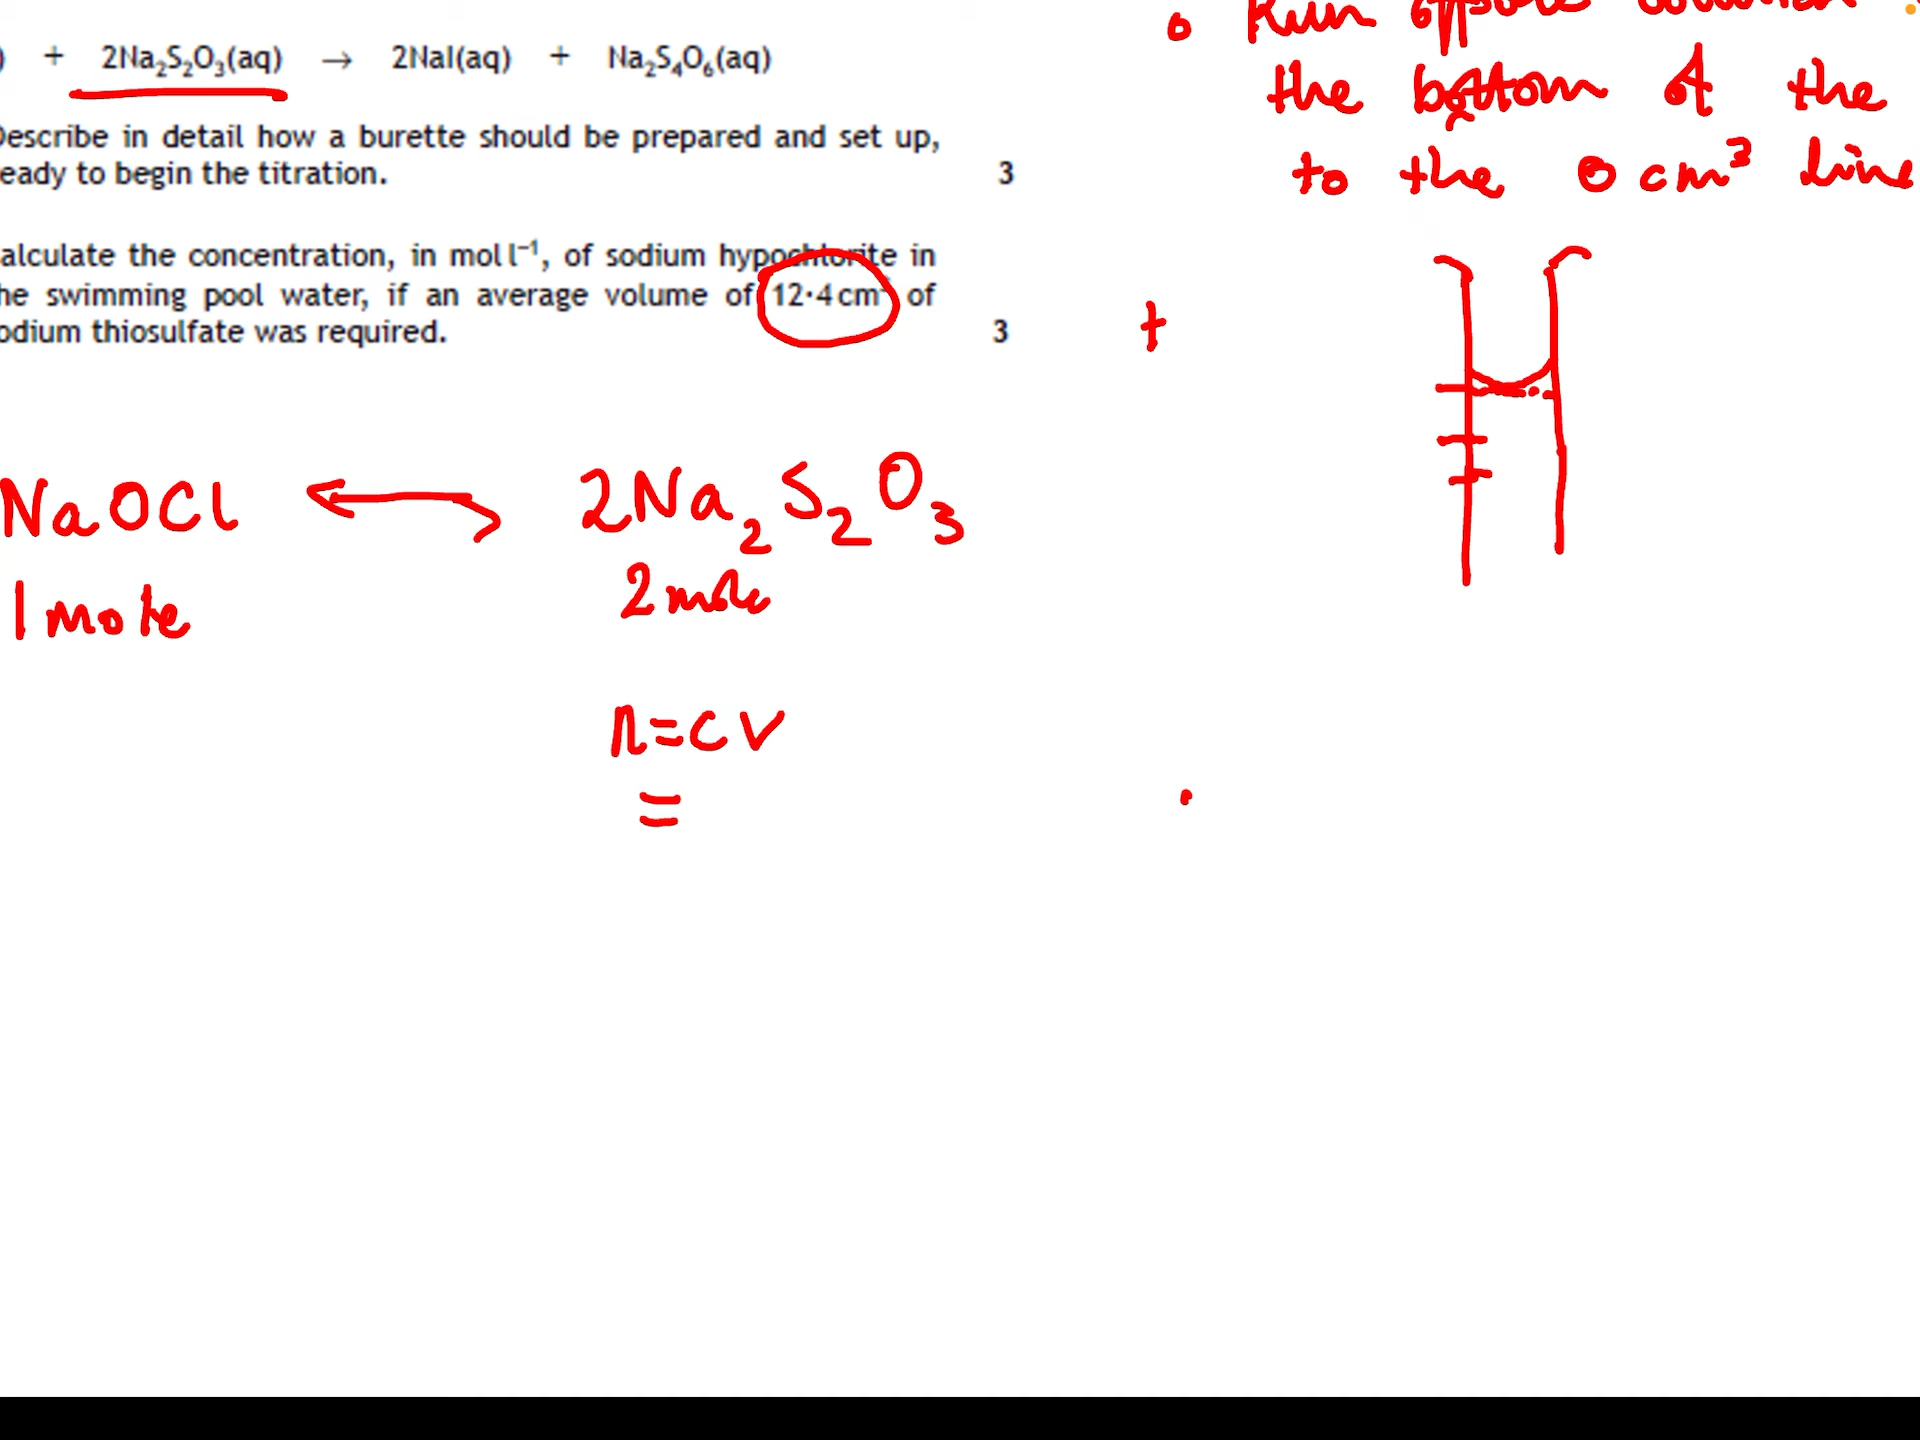 ) + 2Na₂S₂O₃(aq) → 2NaI(aq) + Na₂S₄O₆(aq)
Describe in detail how a burette should be prepared and set up,
eady to begin the titration. 3
alculate the concentration, in mol l⁻¹, of sodium hypochlorite in
he swimming pool water, if an average volume of 12·4 cm³ of
odium thiosulfate was required. 3
NaOCl ← 2Na₂S₂O₃
1 mole 2 mole
n=cv
=
Run
the bottom of the
to the 0 cm³ line
+